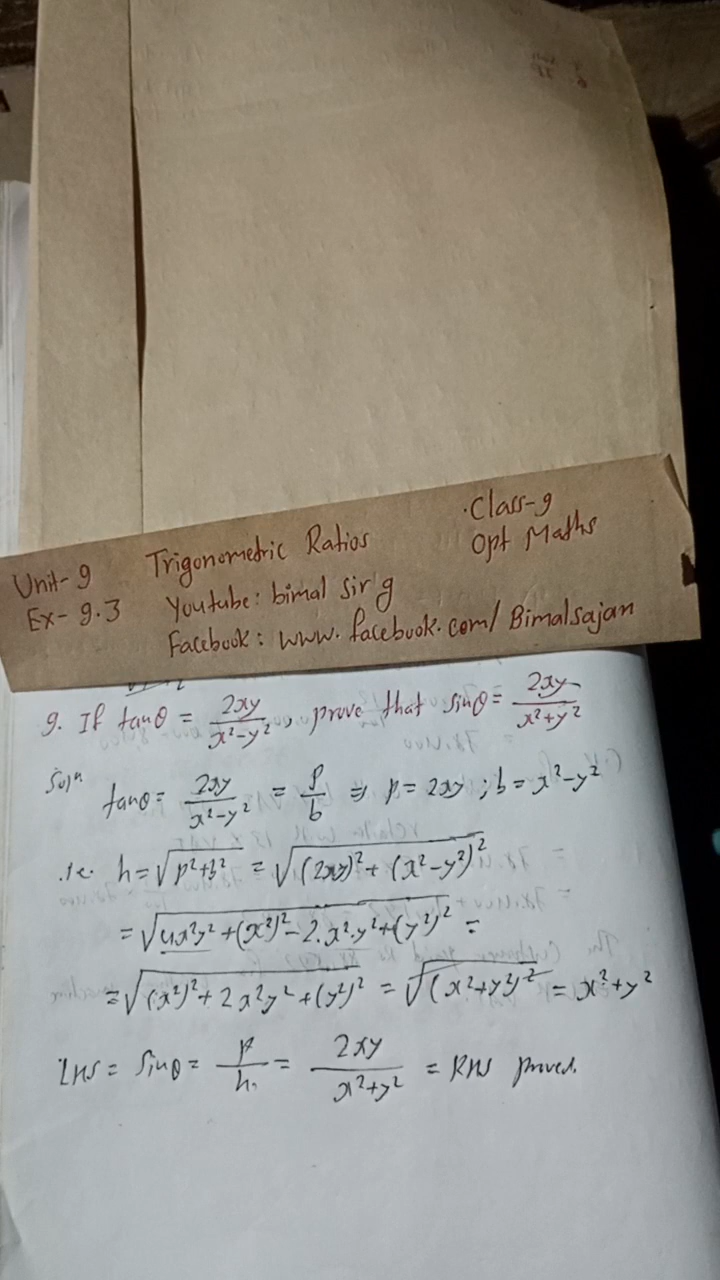 Unit-9 Trigonometric Ratios Class-9
Ex-9.3 Youtube: bimal sir g Opt Maths
Facebook: www.facebook.com/Bimalsajan
9. If tanθ = 2xy/(x²-y²), prove that sinθ = 2xy/(x²+y²)
Soln tanθ = 2xy/(x²-y²) = p/b ⇒ p = 2xy ; b = x²-y²
h = √(p²+b²) = √((2xy)² + (x²-y²)²)
= √(4x²y² + (x²)² - 2.x².y² + (y²)²) =
= √((x²)² + 2x²y² + (y²)²) = √((x²+y²)²) = x²+y²
LHS = sinθ = p/h = 2xy/(x²+y²) = RHS proved.